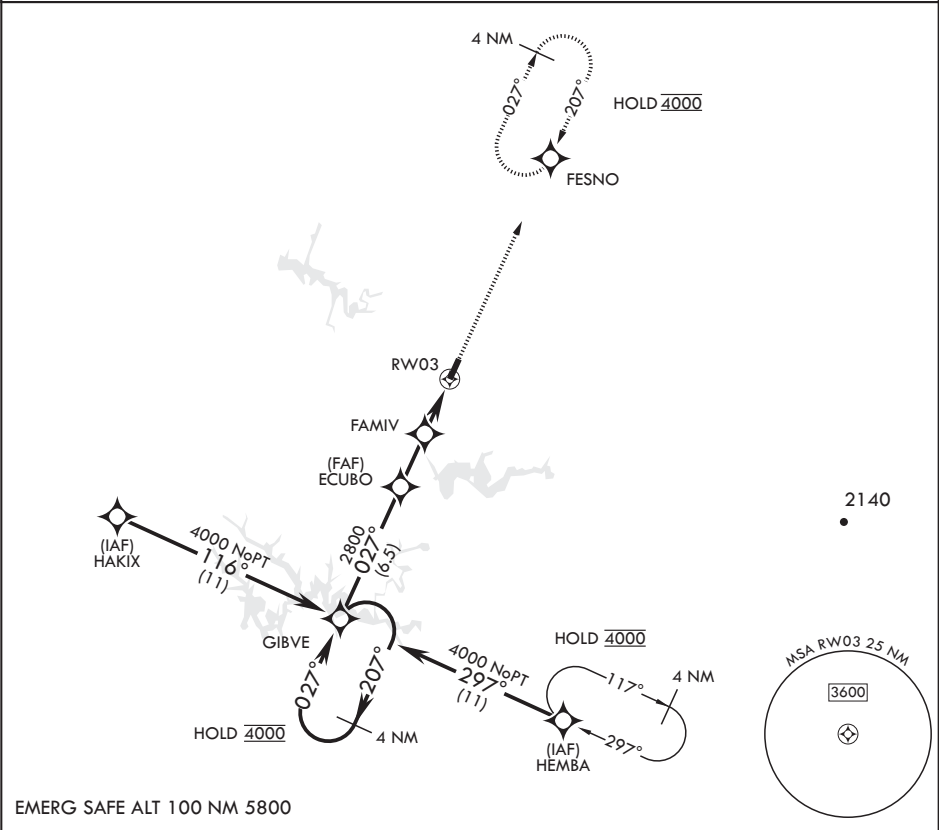 4 NM
027°
207°
HOLD 4000
FESNO
RW03
FAMIV
(FAF)
ECUBO
2140
(IAF)
HAKIX
4000 NoPT
116°
(11)
2800
027°
(6.5)
GIBVE
027°
207°
HOLD 4000
4 NM
4000 NoPT
297°
(11)
HOLD 4000
117°
4 NM
297°
(IAF)
HEMBA
MSA RW03 25 NM
3600
EMERG SAFE ALT 100 NM 5800